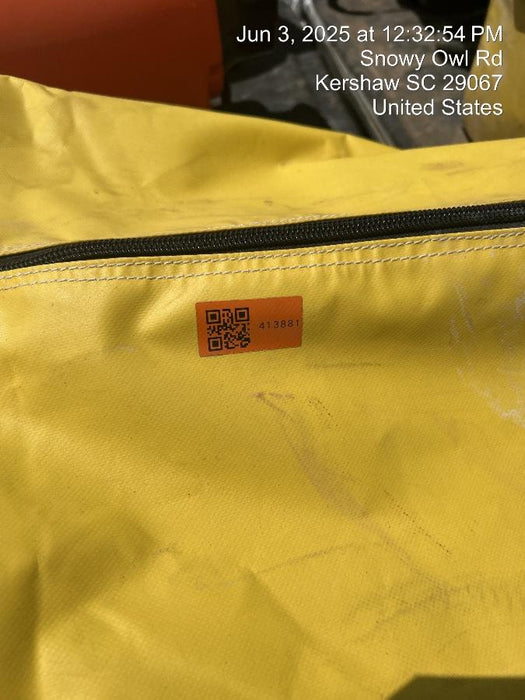 Jun 3, 2025 at 12:32:54 PM
Snowy Owl Rd
Kershaw SC 29067
United States
413881